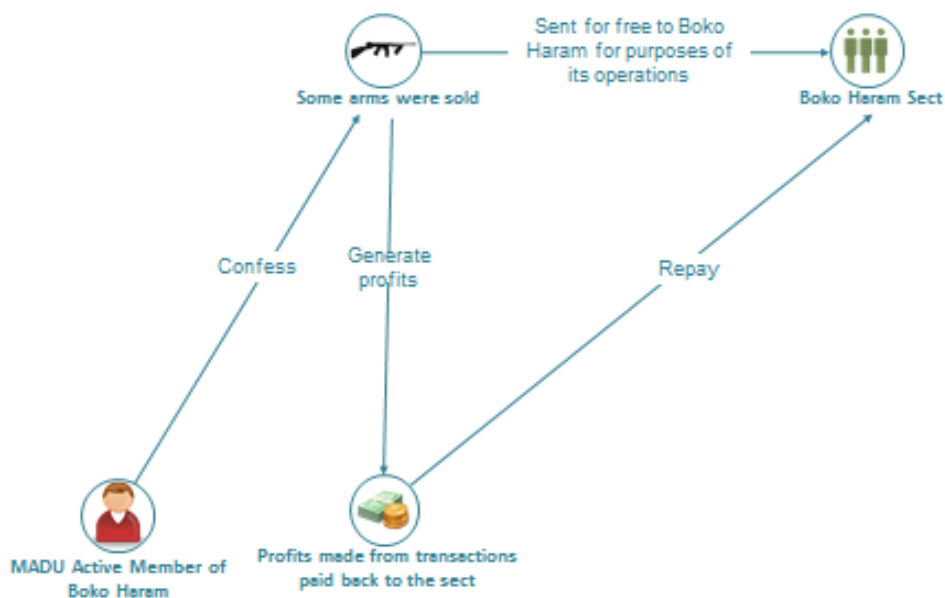 Sent for free to Boko
Haram for purposes of
its operations
Some arms were sold
Boko Haram Sect
Confess
Generate
profits
Repay
MADU Active Member of
Boko Haram
Profits made from transactions
paid back to the sect